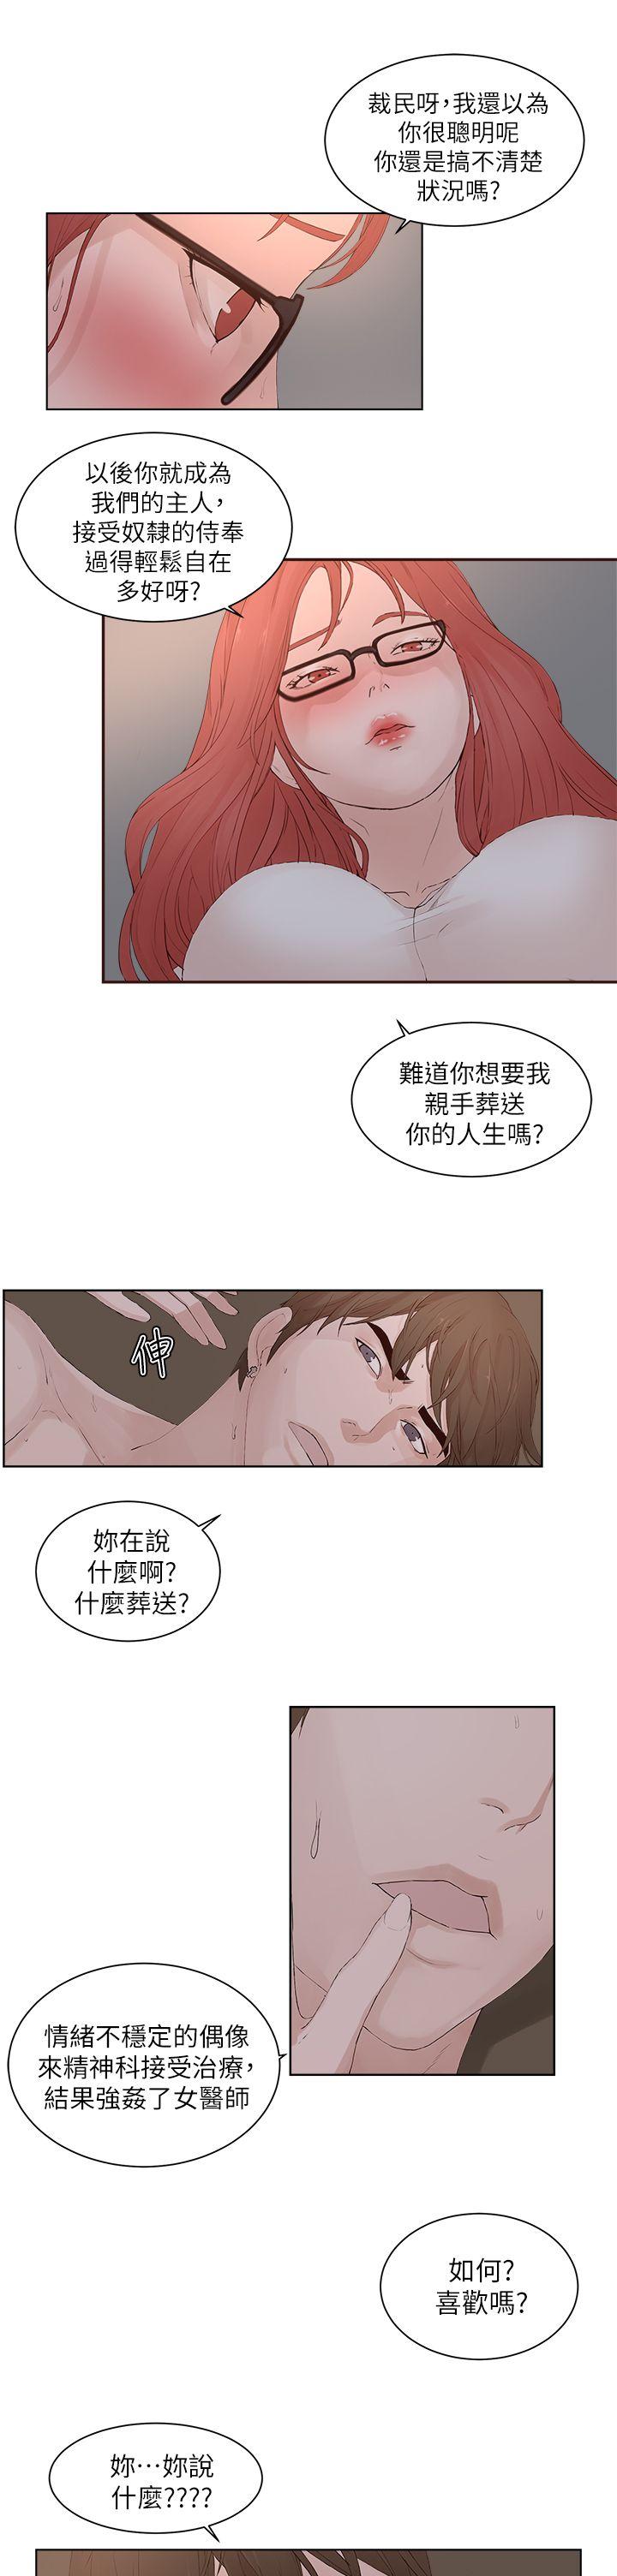 裁民呀，我還以為
你很聰明呢
你還是搞不清楚
狀況嗎?
以後你就成為
我們的主人，
接受奴隸的侍奉
過得輕鬆自在
多好呀?
難道你想要我
親手葬送
你的人生嗎?
伸
妳在說
什麼啊?
什麼葬送?
情緒不穩定的偶像
來精神科接受治療，
結果強姦了女醫師
如何?
喜歡嗎?
妳⋯妳說
什麼????